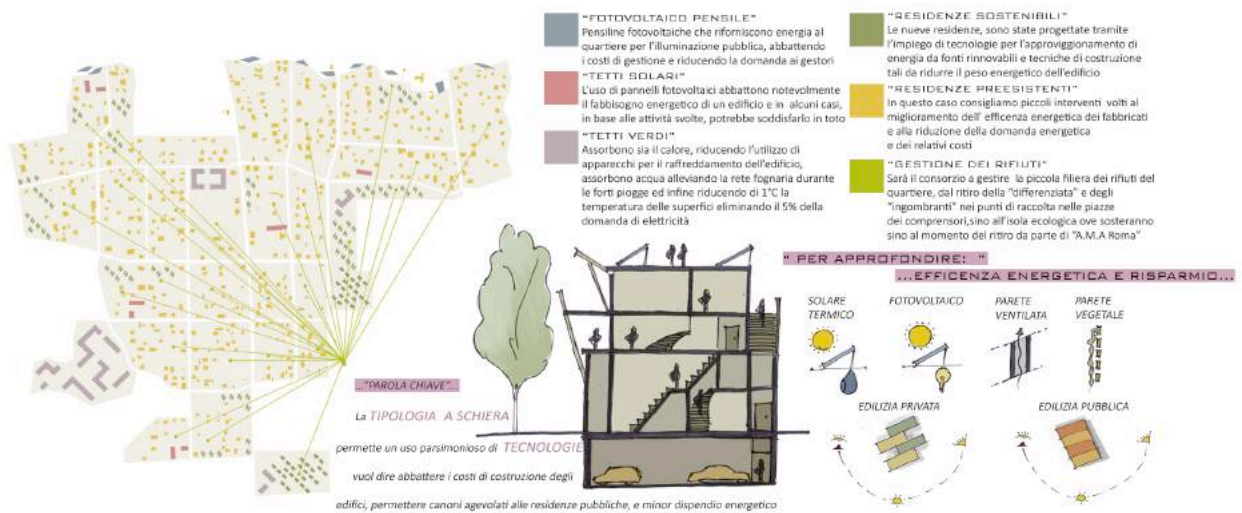 "FOTOVOLTAICO PENSILE"
Pensiline fotovoltaiche che riforniscono energia al
quartiere per l'illuminazione pubblica, abbattendo
i costi di gestione e riducendo la domanda ai gestori
"TETTI SOLARI"
L'uso di pannelli fotovoltaici abbattono notevolmente
il fabbisogno energetico di un edificio e in alcuni casi,
in base alle attività svolte, potrebbe soddisfarlo in toto
"TETTI VERDI"
Assorbono sia il calore, riducendo l'utilizzo di
apparecchi per il raffreddamento dell'edificio,
assorbono acqua alleviando la rete fognaria durante
le forti piogge ed infine riducendo di 1°C la
temperatura delle superfici eliminando il 5% della
domanda di elettricità
"RESIDENZE SOSTENIBILI"
Le nueve residenze, sono state progettate tramite
l'impiego di tecnologie per l'approviggionamento di
energia da fonti rinnovabili e tecniche di costruzione
tali da ridurre il peso energetico dell'edificio
"RESIDENZE PREESISTENTI"
In questo caso consigliamo piccoli interventi volti al
miglioramento dell' efficenza energetica dei fabbricati
e alla riduzione della domanda energetica
e dei relativi costi
"GESTIONE DEI RIFIUTI"
Sarà il consorzio a gestire la piccola filiera dei rifiuti del
quartiere, dal ritiro della "differenziata" e degli
"ingombranti" nei punti di raccolta nelle piazze
dei comprensori,sino all'isola ecologica ove sosteranno
sino al momento del ritiro da parte di "A.M.A Roma"
" PER APPROFONDIRE: "
...EFFICENZA ENERGETICA E RISPARMIO...
SOLARE
TERMICO
FOTOVOLTAICO
PARETE
VENTILATA
PARETE
VEGETALE
EDILIZIA PRIVATA
EDILIZIA PUBBLICA
..."PAROLA CHIAVE"...
La TIPOLOGIA A SCHIERA
permette un uso parsimonioso di TECNOLOGIE
vuol dire abbattere i costi di costruzione degli
edifici, permettere canoni agevolati alle residenze pubbliche, e minor dispendio energetico